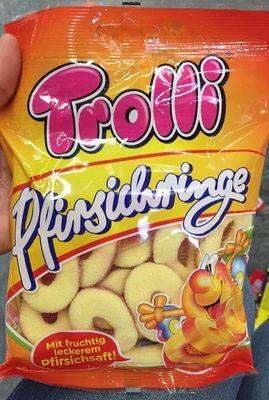 Trolli
Pfirsichringe
Mit fruchtig
leckerem
Pfirsichsaft!